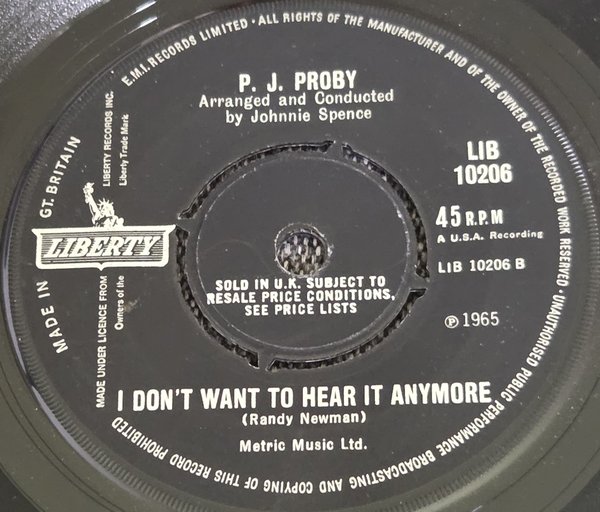 E.M.I. RECORDS LIMITED · ALL RIGHTS OF THE MANUFACTURER AND OF THE OWNER OF THE RECORDED WORK RESERVED · UNAUTHORISED PUBLIC PERFORMANCE BROADCASTING AND COPYING OF THIS RECORD PROHIBITED
MADE IN GT. BRITAIN
P. J. PROBY
Arranged and Conducted
by Johnnie Spence
LIBERTY RECORDS INC.
Liberty Trade Mark
LIBERTY
MADE UNDER LICENCE FROM
Owners of the
LIB
10206
45 R.P.M
A U.S.A. Recording
LIB 10206 B
℗ 1965
SOLD IN U.K. SUBJECT TO
RESALE PRICE CONDITIONS,
SEE PRICE LISTS
I DON'T WANT TO HEAR IT ANYMORE
(Randy Newman)
Metric Music Ltd.